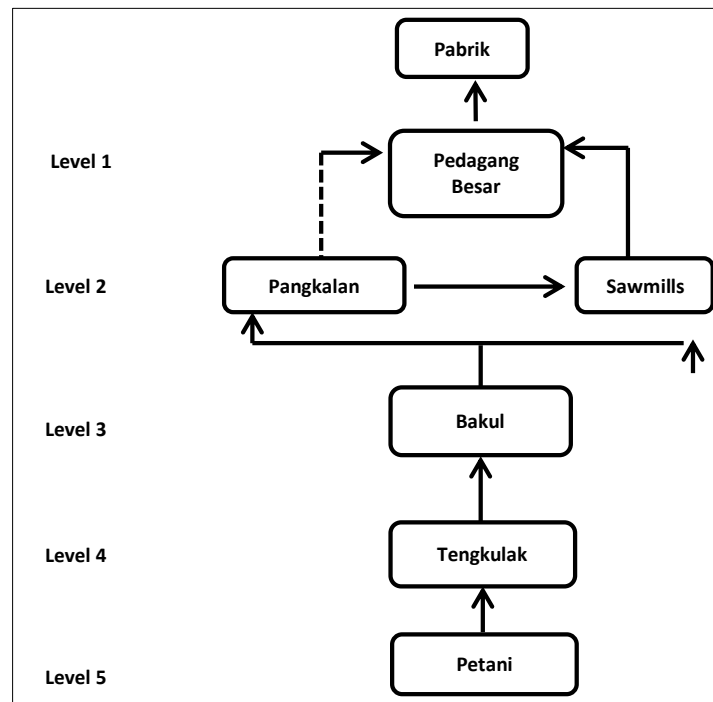 Pabrik
Level 1
Pedagang
Besar
Level 2
Pangkalan
Sawmills
Level 3
Bakul
Level 4
Tengkulak
Level 5
Petani